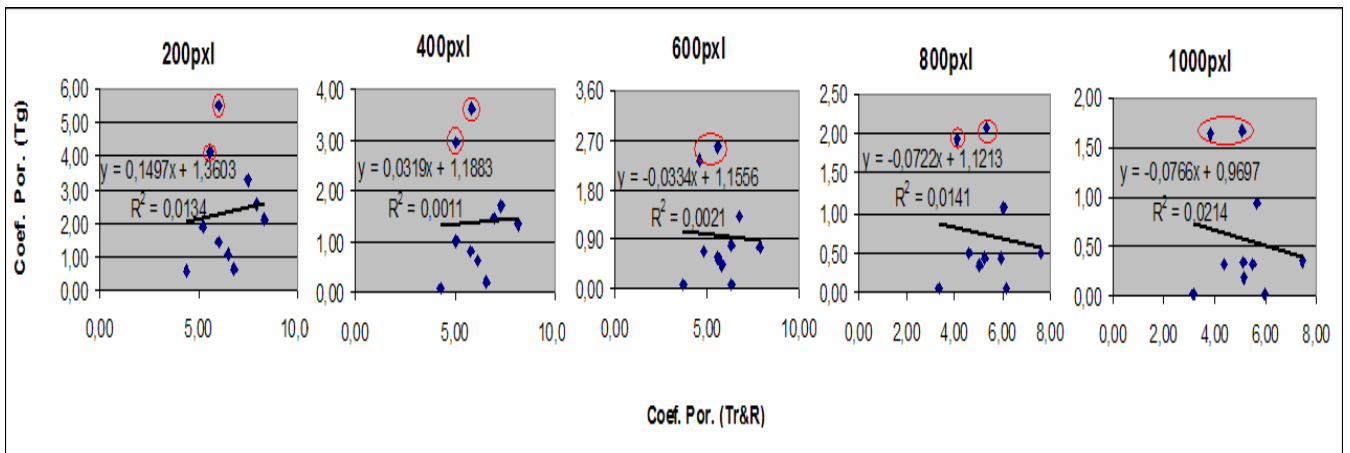 200pxl
400pxl
600pxl
800pxl
1000pxl
Coef. Por. (Tg)
6,00
5,00
4,00
3,00
2,00
1,00
0,00
y = 0,1497x + 1,3603
R² = 0,0134
0,00 5,00 10,0
4,00
3,00
2,00
1,00
0,00
y = 0,0319x + 1,1883
R² = 0,0011
0,00 5,00 10,0
3,60
2,70
1,80
0,90
0,00
y = -0,0334x + 1,1556
R² = 0,0021
0,00 5,00 10,00
2,50
2,00
1,50
1,00
0,50
0,00
y = -0,0722x + 1,1213
R² = 0,0141
0,00 2,00 4,00 6,00 8,00
2,00
1,50
1,00
0,50
0,00
y = -0,0766x + 0,9697
R² = 0,0214
0,00 2,00 4,00 6,00 8,00
Coef. Por. (Tr&R)